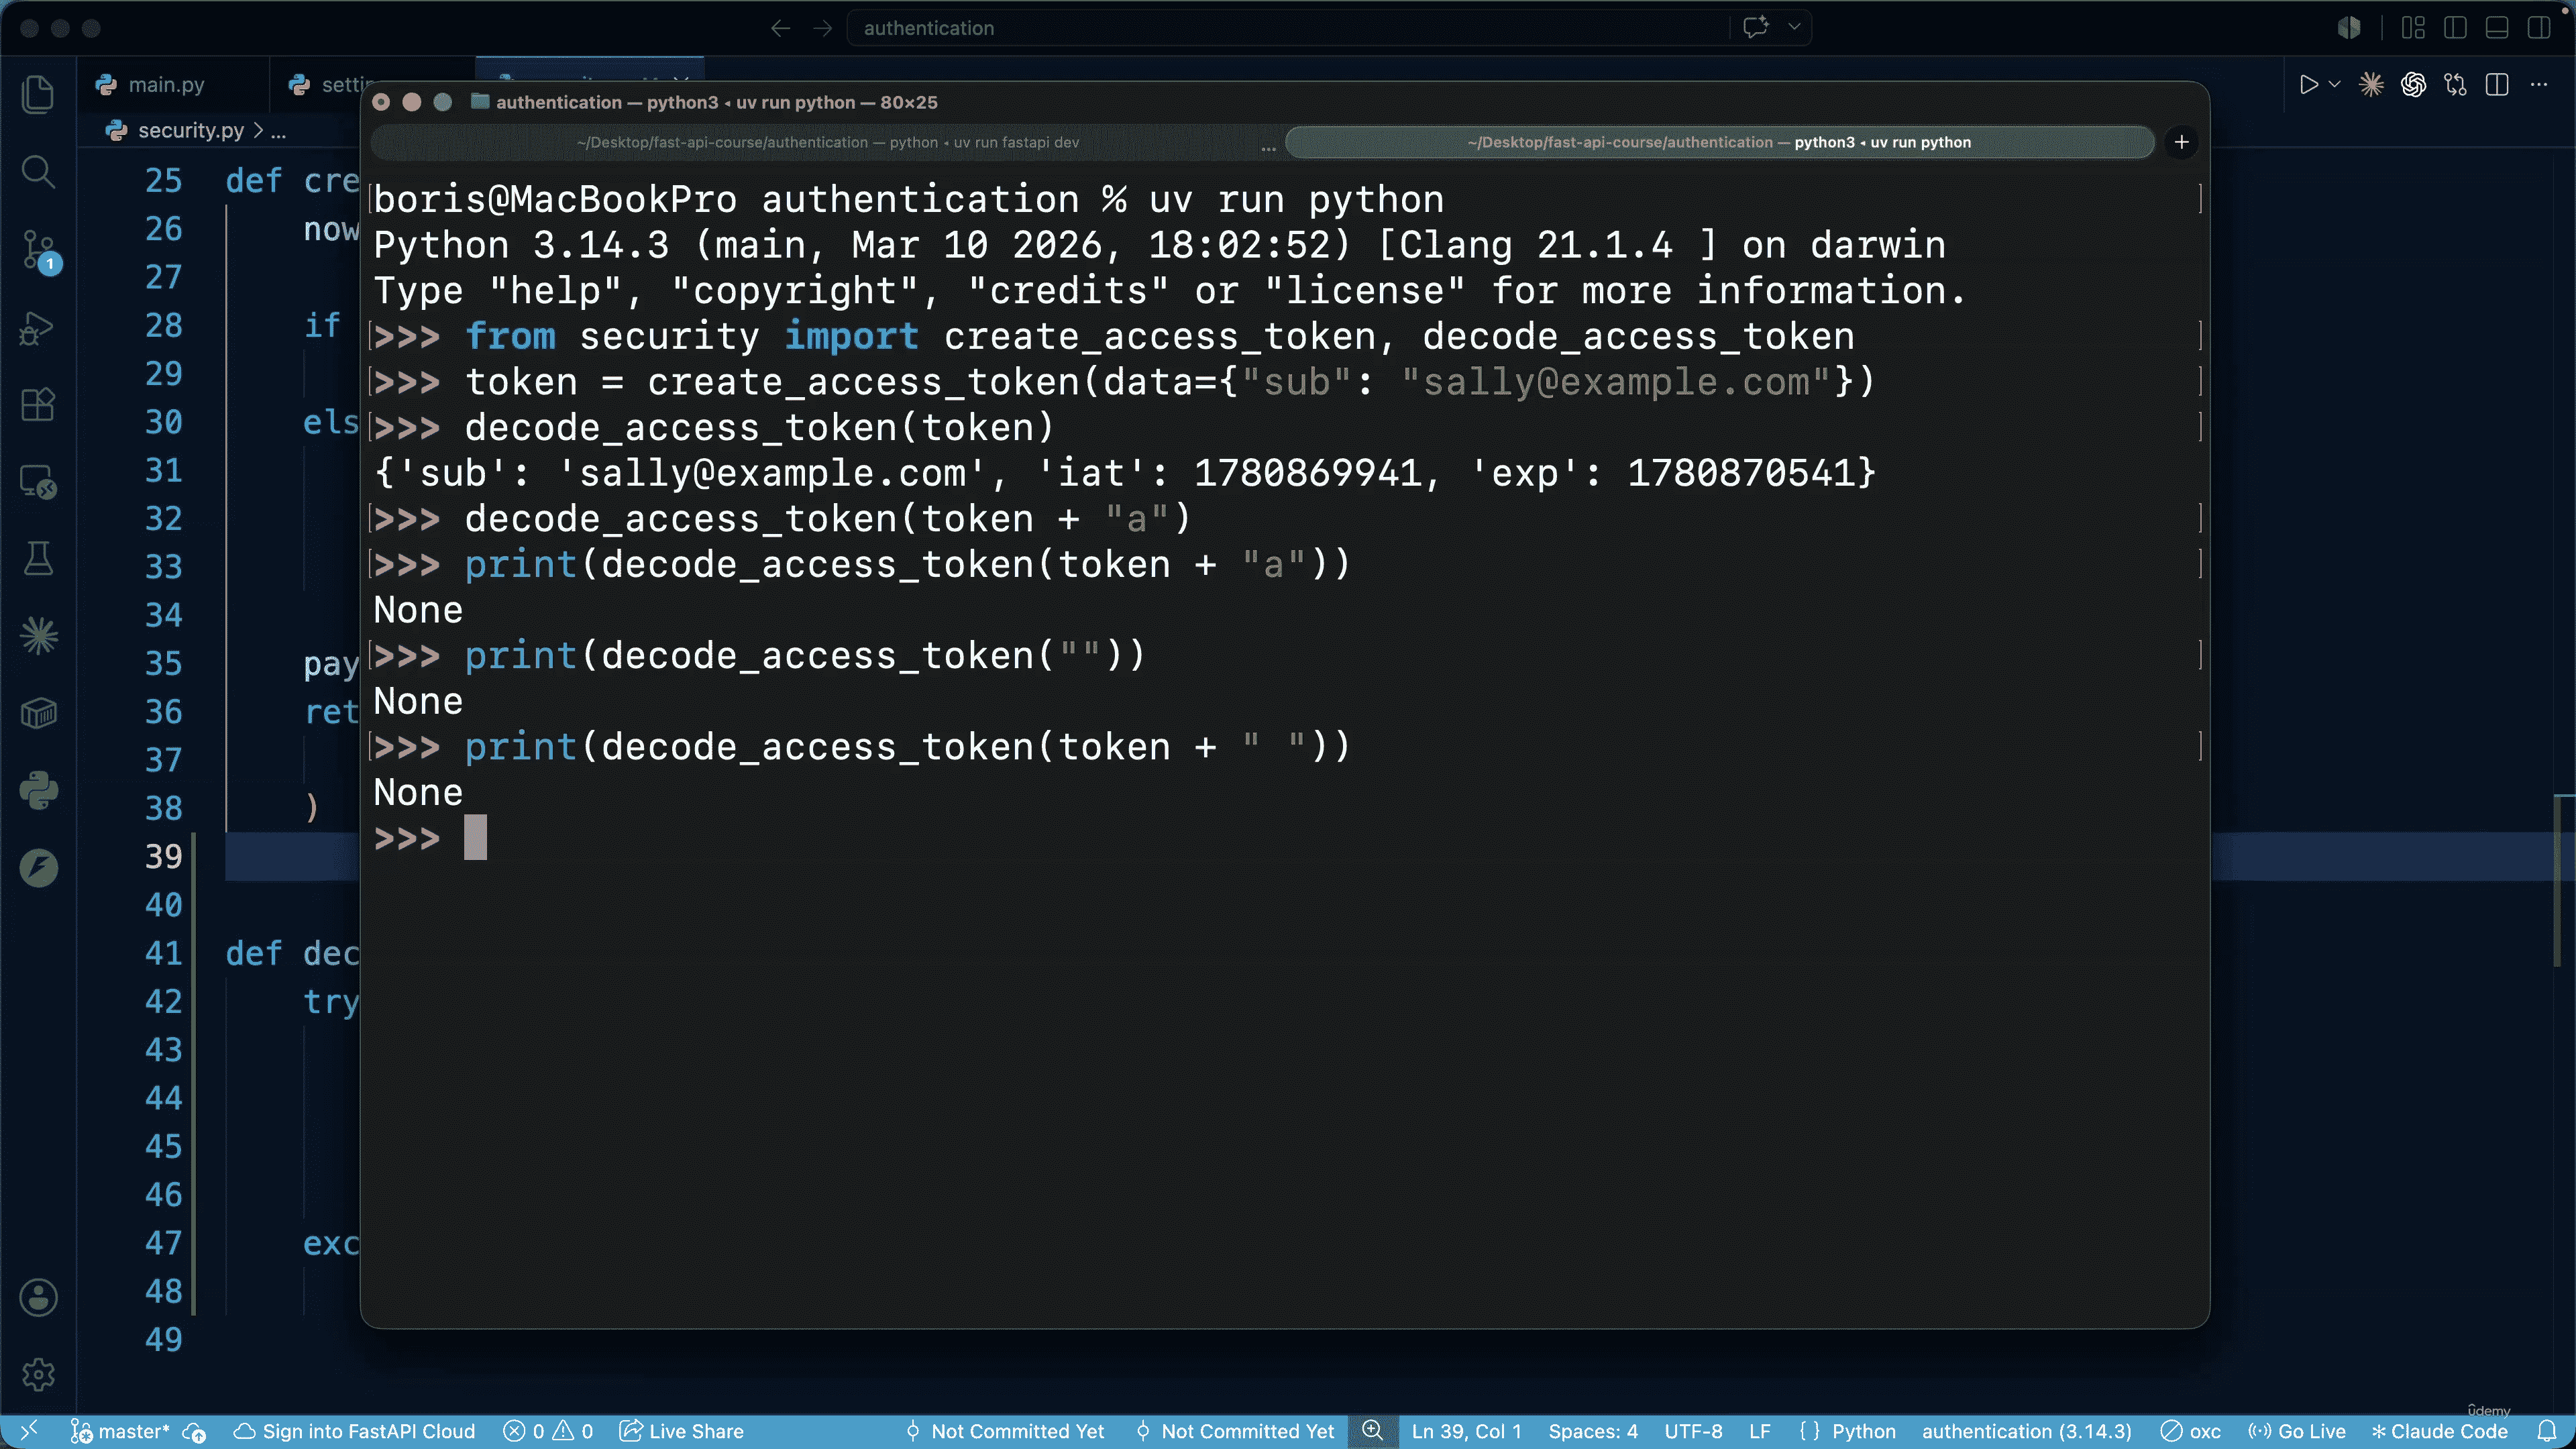 authentication
main.py
security.py > ...
authentication — python3 ◂ uv run python — 80×25
~/Desktop/fast-api-course/authentication — python ◂ uv run fastapi dev ...
~/Desktop/fast-api-course/authentication — python3 ◂ uv run python +
boris@MacBookPro authentication % uv run python
Python 3.14.3 (main, Mar 10 2026, 18:02:52) [Clang 21.1.4 ] on darwin
Type "help", "copyright", "credits" or "license" for more information.
>>> from security import create_access_token, decode_access_token
>>> token = create_access_token(data={"sub": "sally@example.com"})
>>> decode_access_token(token)
{'sub': 'sally@example.com', 'iat': 1780869941, 'exp': 1780870541}
>>> decode_access_token(token + "a")
>>> print(decode_access_token(token + "a"))
None
>>> print(decode_access_token(""))
None
>>> print(decode_access_token(token + " "))
None
>>>
25 def cre
26 now
27
28 if
29
30 els
31
32
33
34
35 pay
36 ret
37
38 )
39
40
41 def dec
42 try
43
44
45
46
47 exc
48
49
1
ûdemy
master* Sign into FastAPI Cloud 0 0 Live Share Not Committed Yet Not Committed Yet Ln 39, Col 1 Spaces: 4 UTF-8 LF { } Python authentication (3.14.3) oxc Go Live Claude Code